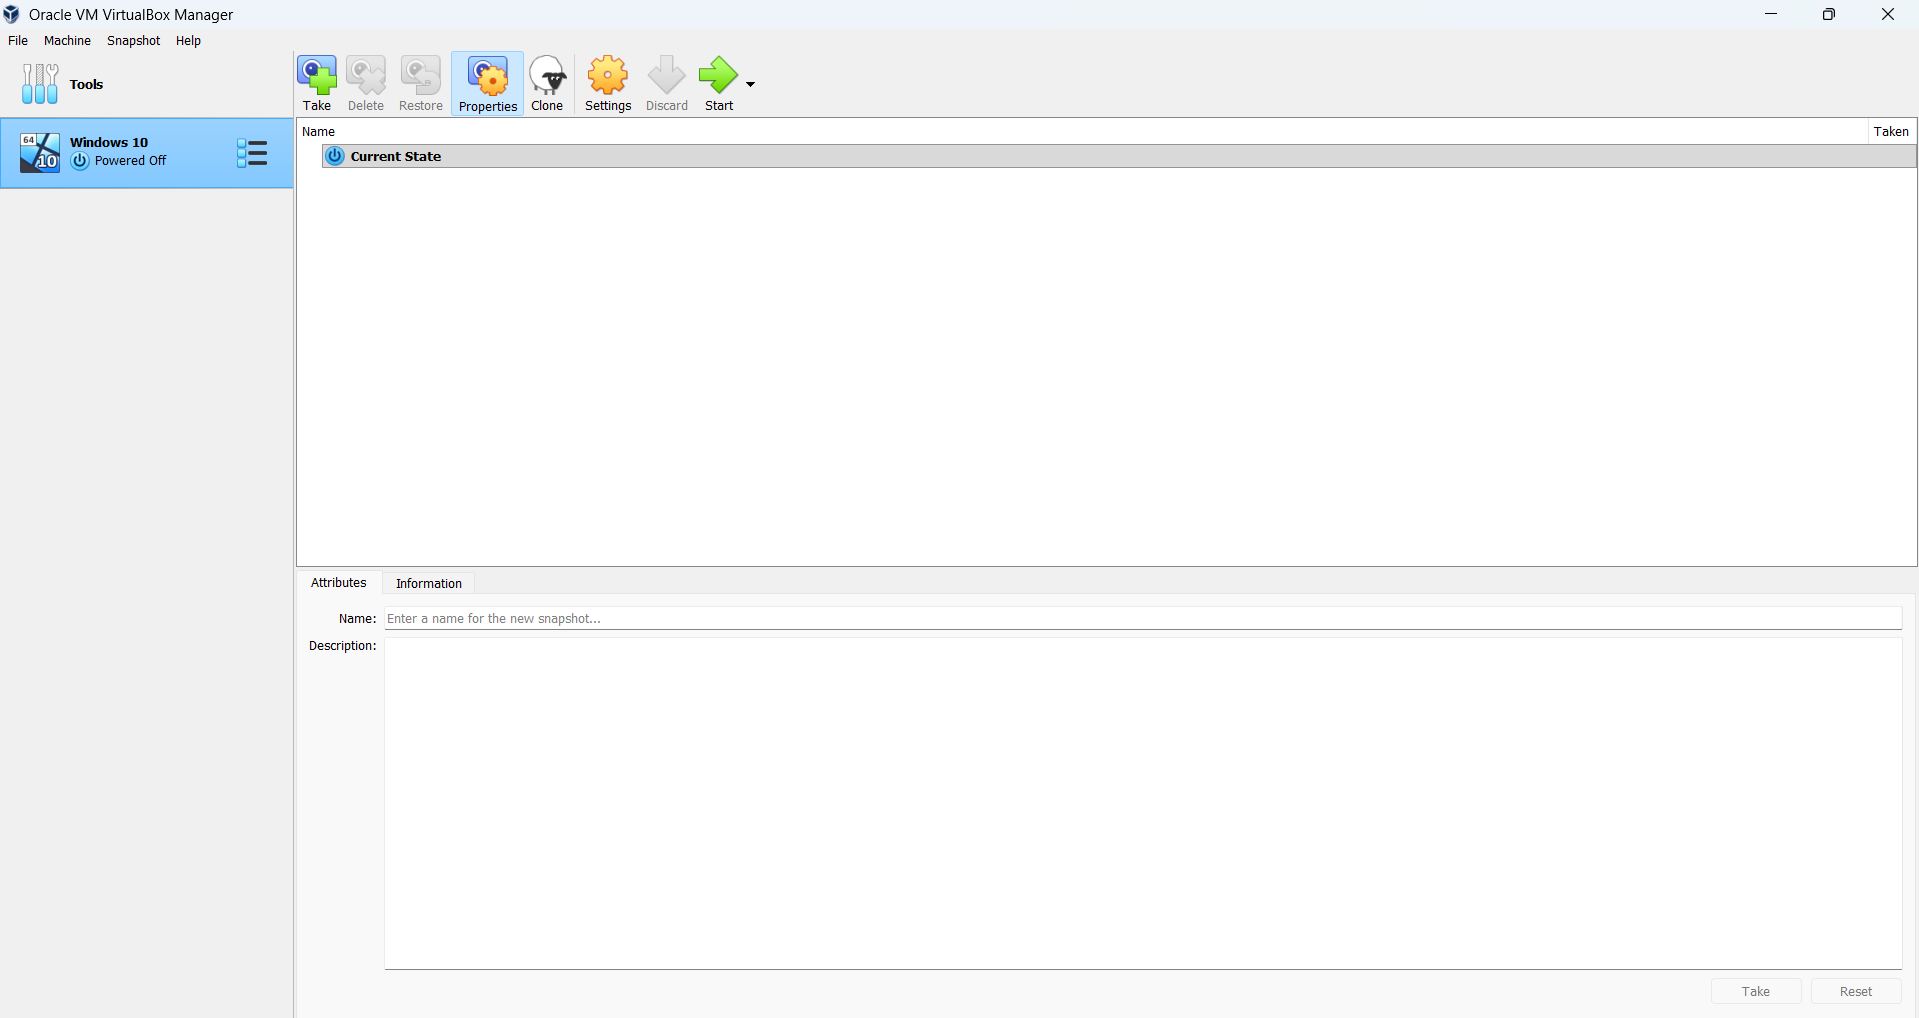 Oracle VM VirtualBox Manager
File Machine Snapshot Help
Tools
Take Delete Restore Properties Clone Settings Discard Start
64
10
Windows 10
Powered Off
Name Taken
Current State
Attributes Information
Name: Enter a name for the new snapshot...
Description:
Take Reset